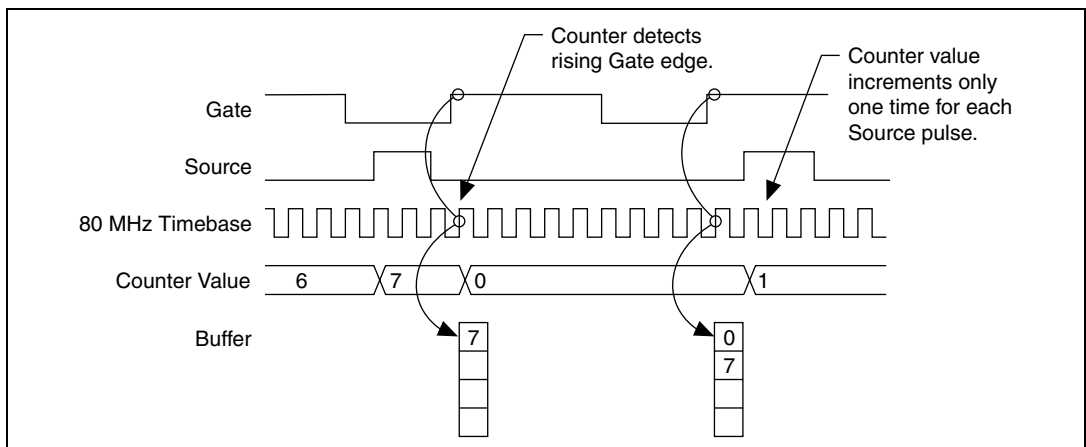 Counter detects
rising Gate edge.
Counter value
increments only
one time for each
Source pulse.
Gate
Source
80 MHz Timebase
Counter Value 6 7 0 1
Buffer 7 0
7